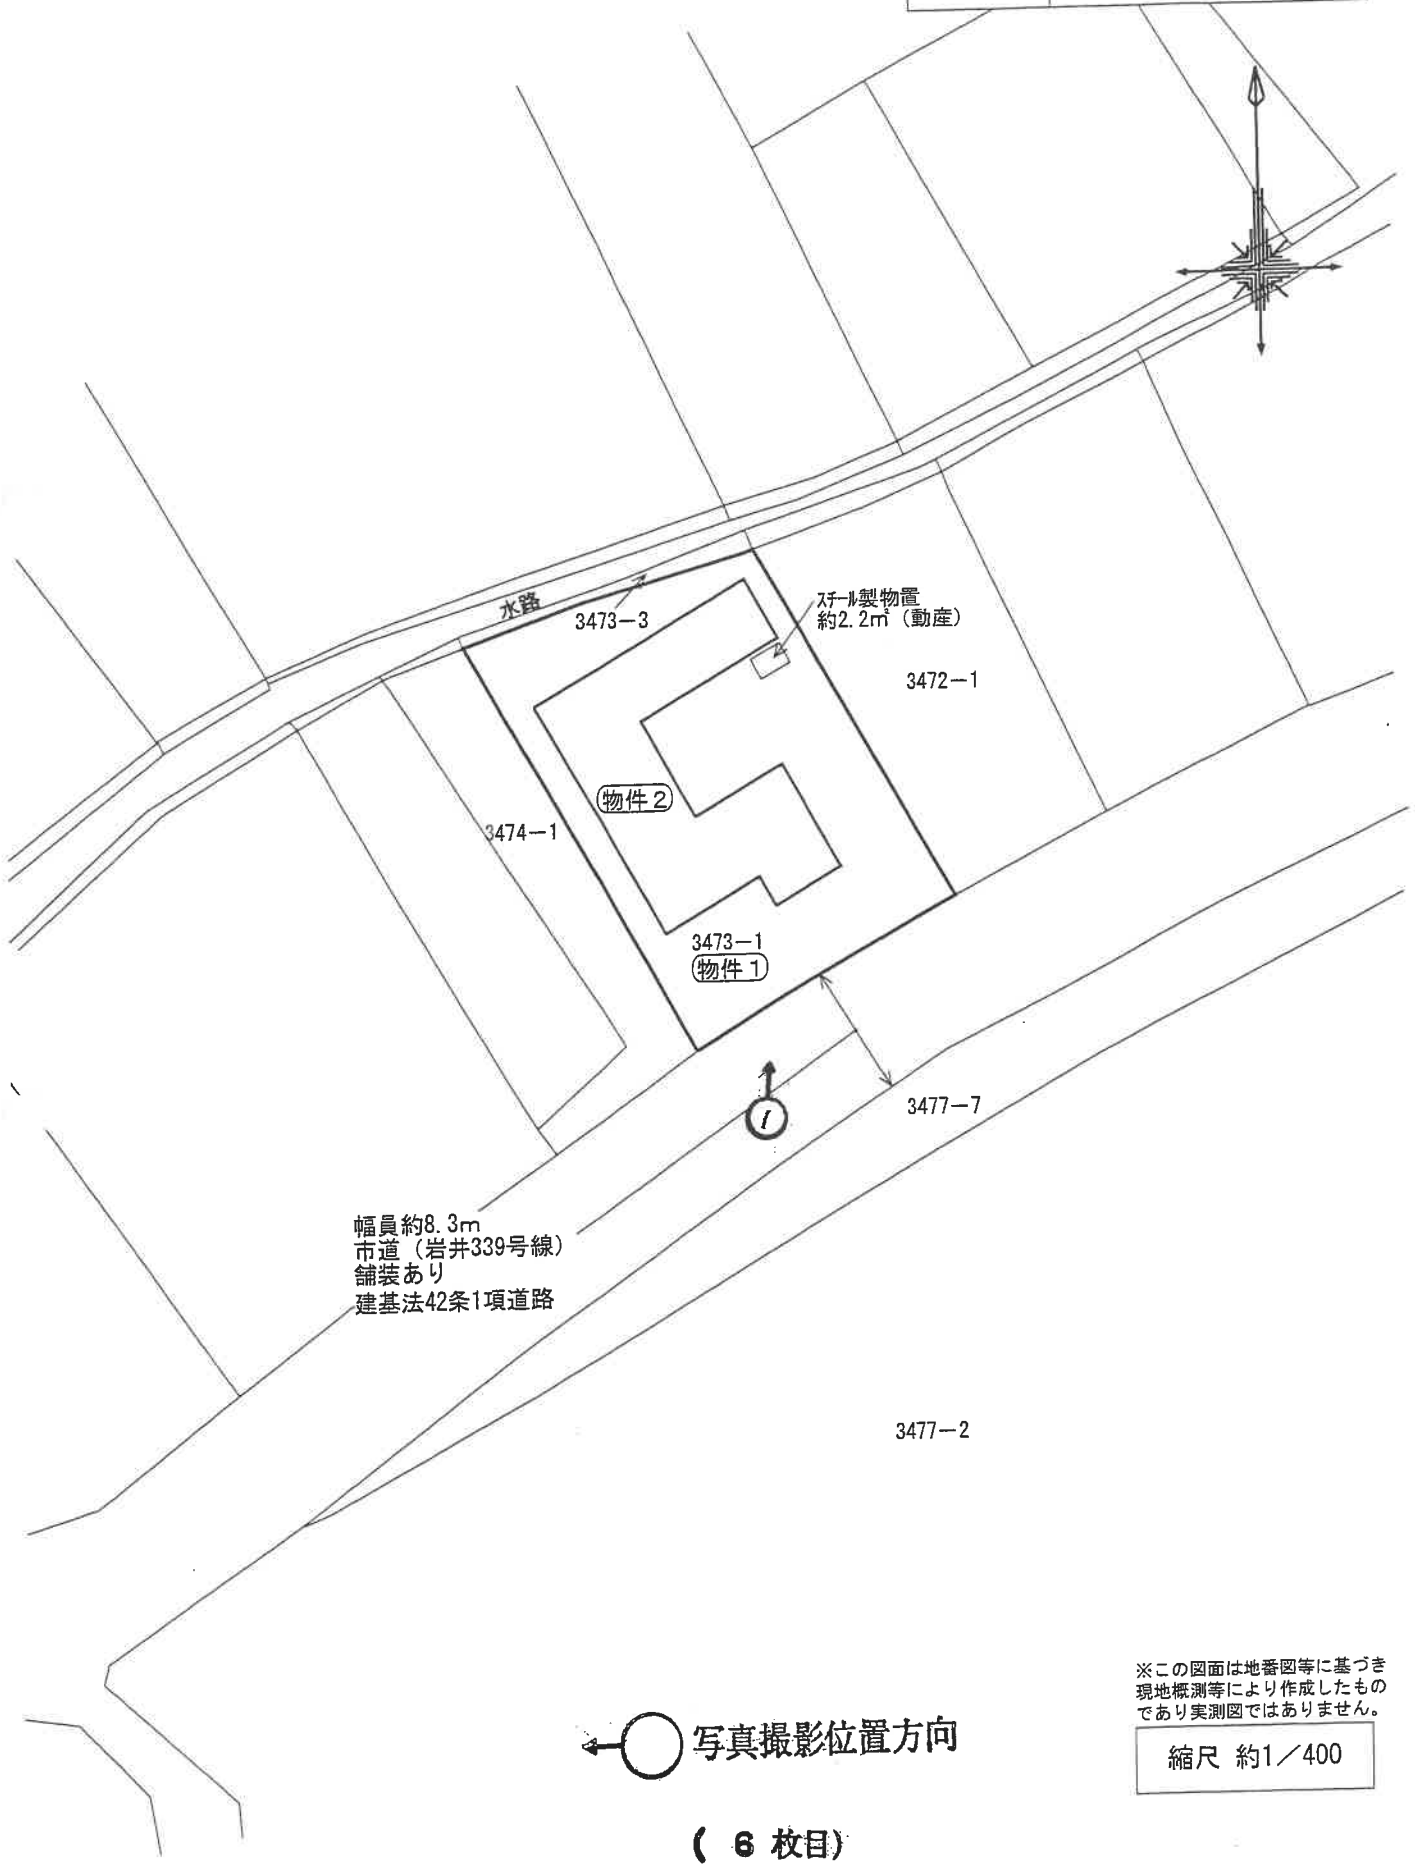 水路
3473-3
スチール製物置
約2.2㎡（動産）
3472-1
物件2
3474-1
3473-1
物件1
1
3477-7
幅員約8.3m
市道（岩井339号線）
舗装あり
建基法42条1項道路
3477-2
※この図面は地番図等に基づき
現地概測等により作成したもの
であり実測図ではありません。
縮尺 約1／400
写真撮影位置方向
( 6 枚目)